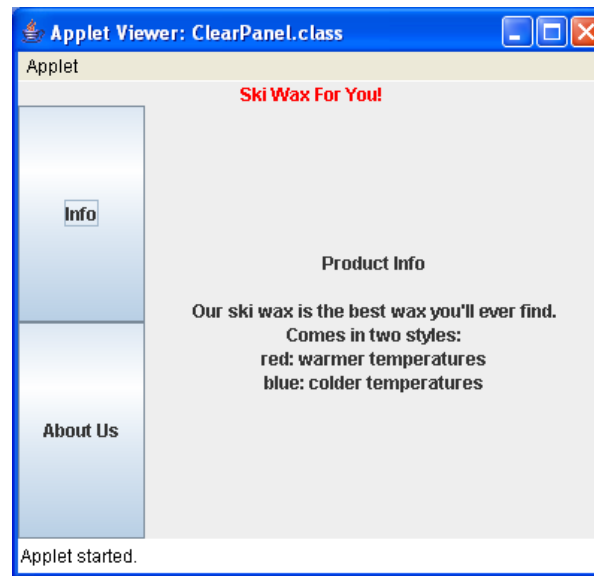 Applet Viewer: ClearPanel.class
Applet
Ski Wax For You!
Info
Product Info
Our ski wax is the best wax you'll ever find.
Comes in two styles:
red: warmer temperatures
blue: colder temperatures
About Us
Applet started.